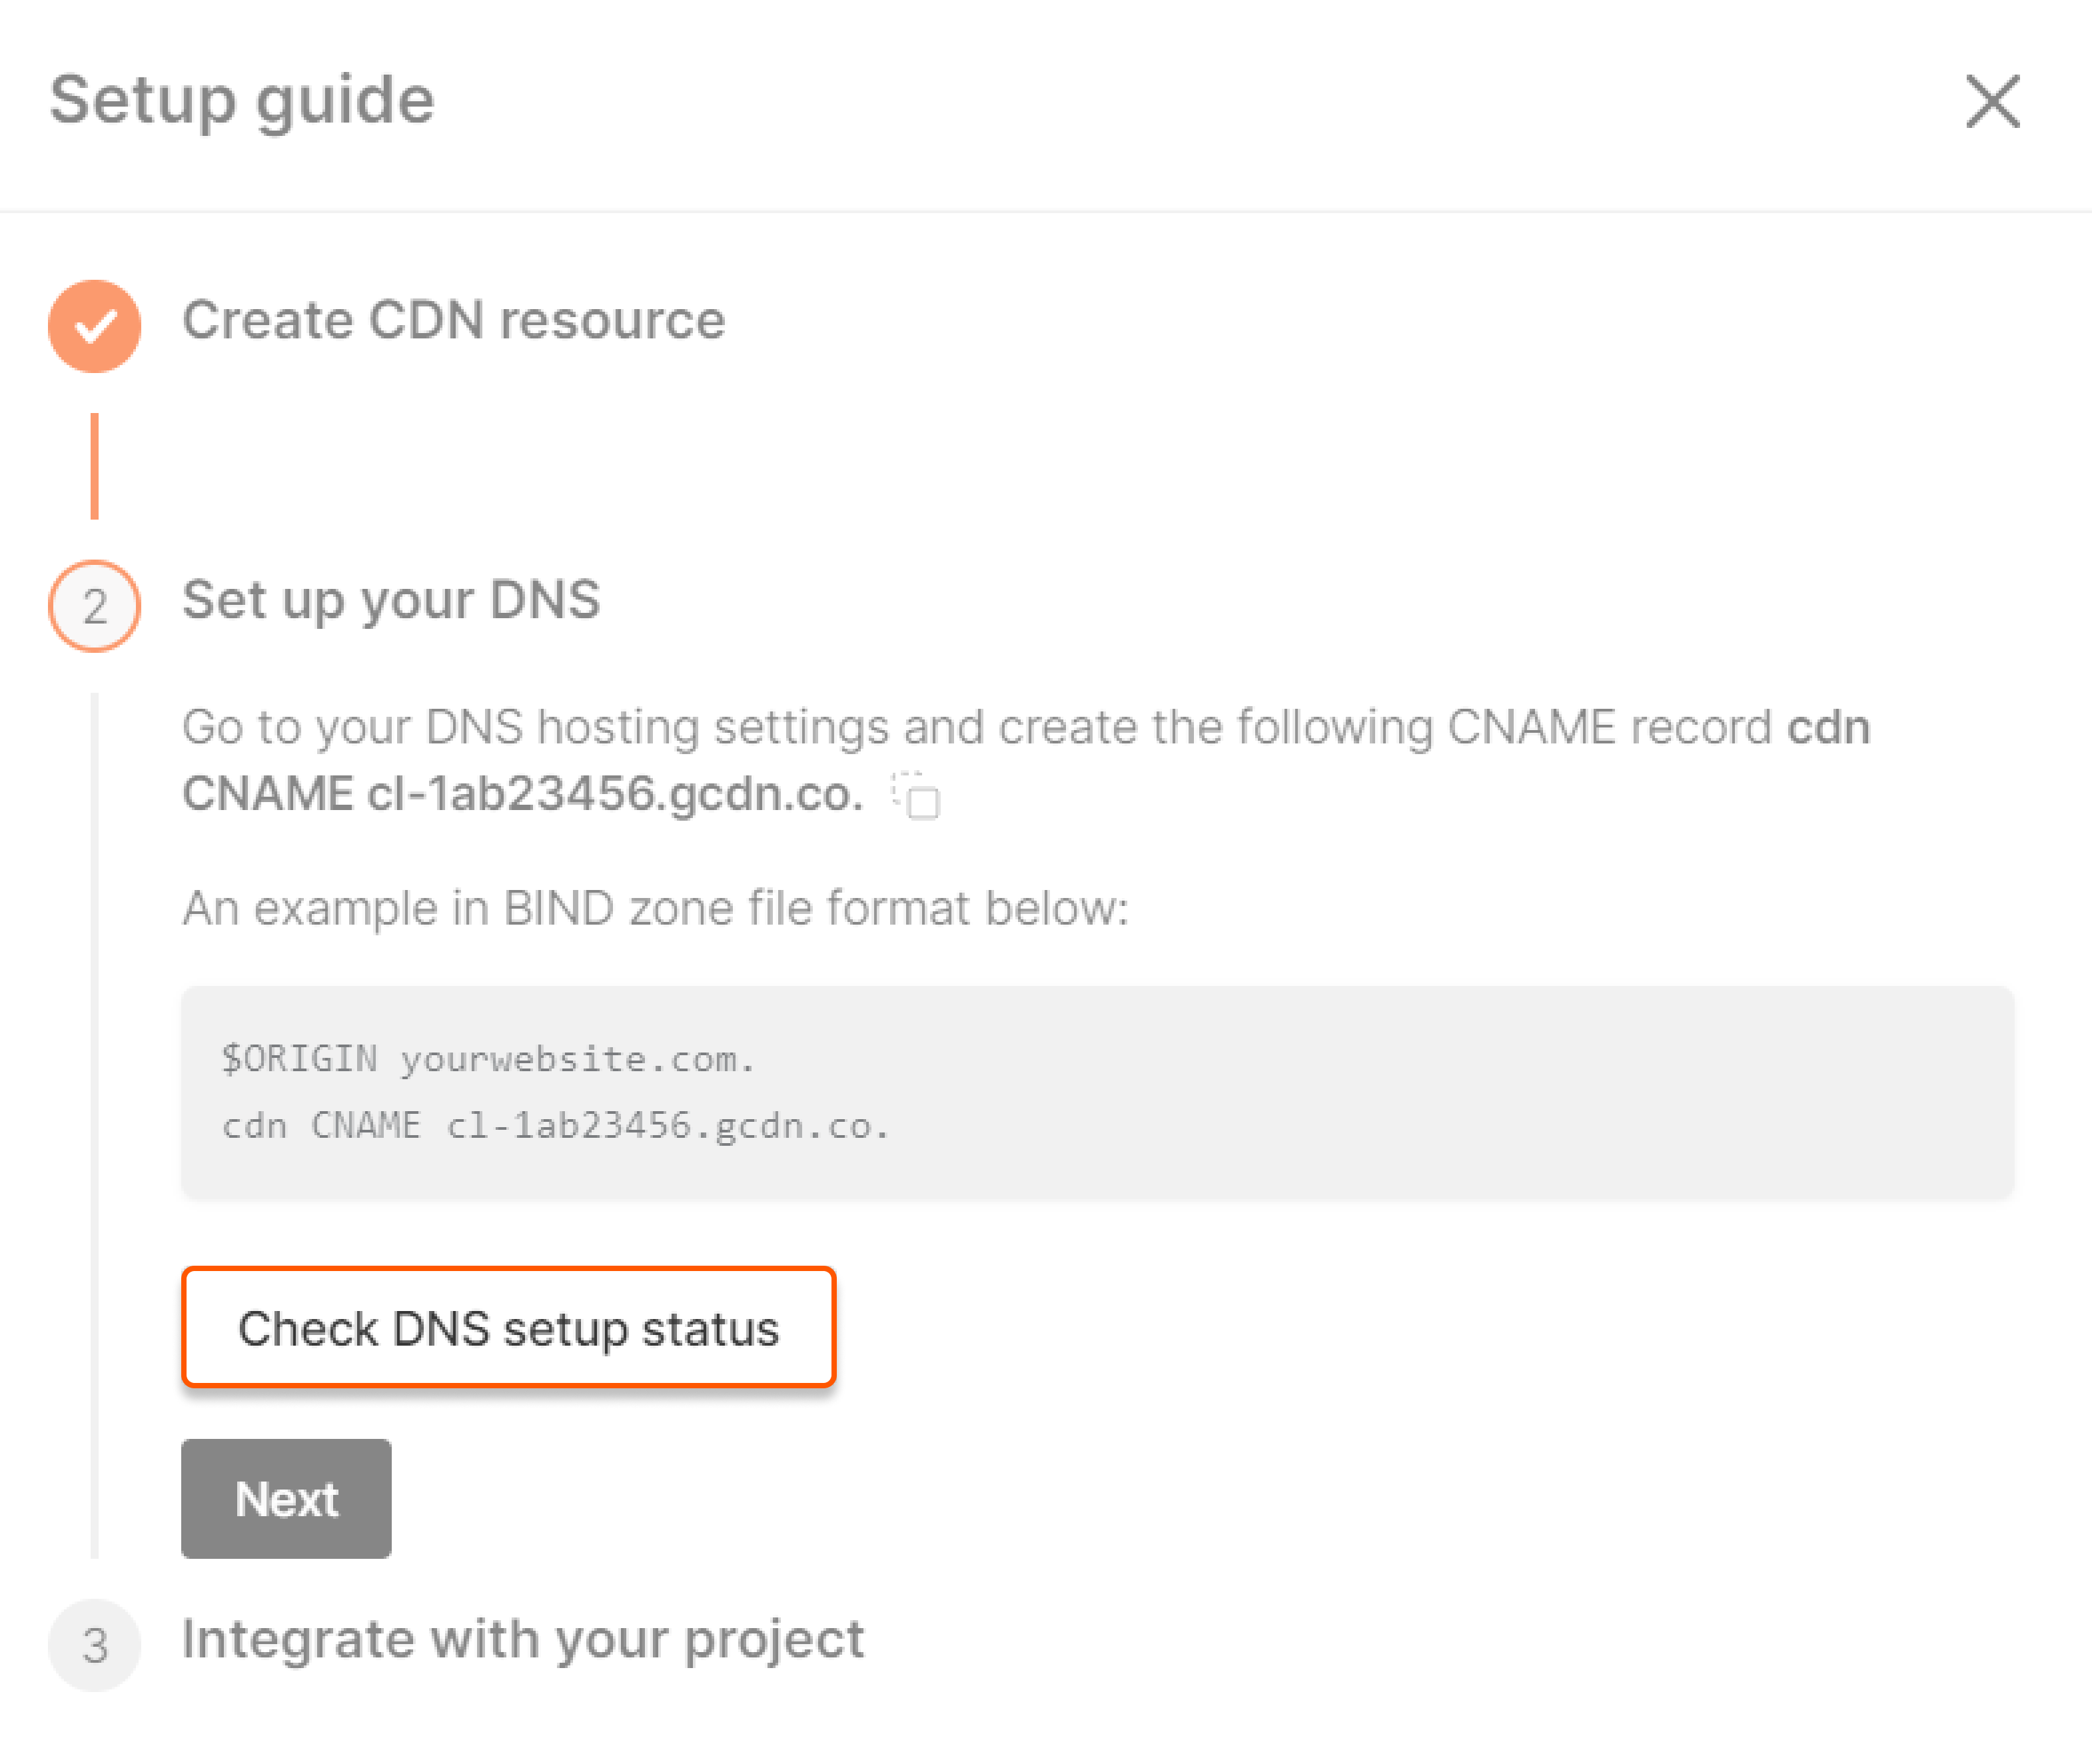 Setup guide
Create CDN resource
2
Set up your DNS
Go to your DNS hosting settings and create the following CNAME record cdn
CNAME cl-1ab23456.gcdn.co.
An example in BIND zone file format below:
$ORIGIN yourwebsite.com.
cdn CNAME cl-1ab23456.gcdn.co.
Check DNS setup status
Next
3
Integrate with your project